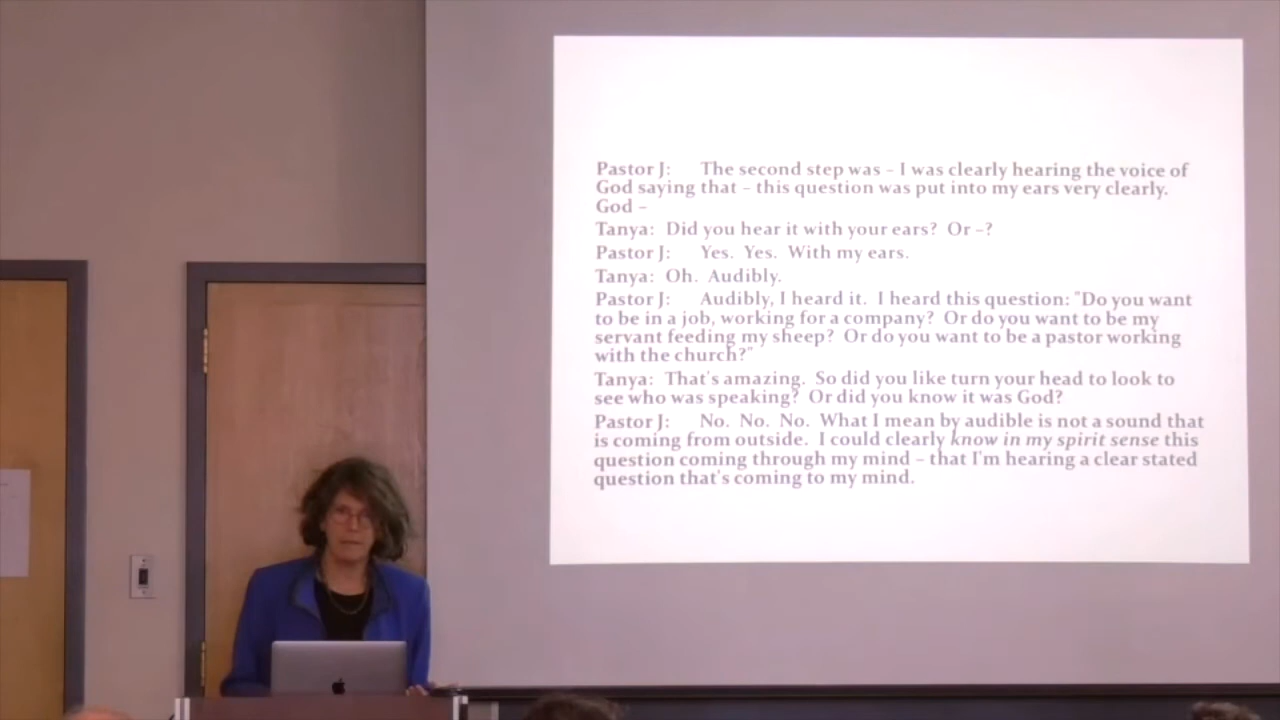 Pastor J: The second step was – I was clearly hearing the voice of
God saying that – this question was put into my ears very clearly.
God –
Tanya: Did you hear it with your ears? Or –?
Pastor J: Yes. Yes. With my ears.
Tanya: Oh. Audibly.
Pastor J: Audibly, I heard it. I heard this question: "Do you want
to be in a job, working for a company? Or do you want to be my
servant feeding my sheep? Or do you want to be a pastor working
with the church?"
Tanya: That's amazing. So did you like turn your head to look to
see who was speaking? Or did you know it was God?
Pastor J: No. No. No. What I mean by audible is not a sound that
is coming from outside. I could clearly know in my spirit sense this
question coming through my mind – that I'm hearing a clear stated
question that's coming to my mind.